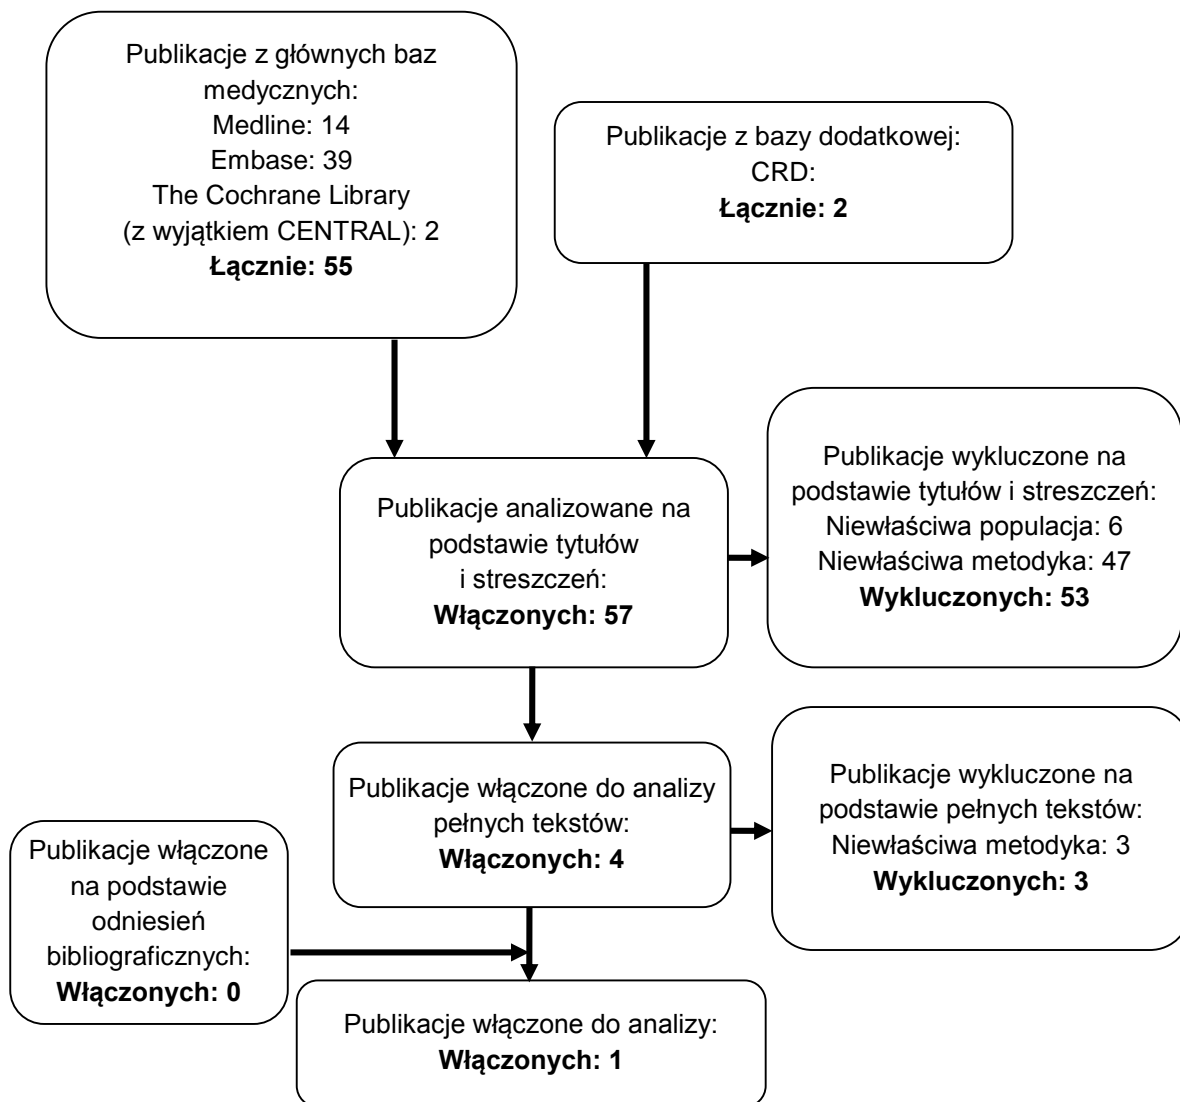 Publikacje z głównych baz
medycznych:
Medline: 14
Embase: 39
The Cochrane Library
(z wyjątkiem CENTRAL): 2
Łącznie: 55
Publikacje z bazy dodatkowej:
CRD:
Łącznie: 2
Publikacje analizowane na
podstawie tytułów
i streszczeń:
Włączonych: 57
Publikacje wykluczone na
podstawie tytułów i streszczeń:
Niewłaściwa populacja: 6
Niewłaściwa metodyka: 47
Wykluczonych: 53
Publikacje włączone do analizy
pełnych tekstów:
Włączonych: 4
Publikacje wykluczone na
podstawie pełnych tekstów:
Niewłaściwa metodyka: 3
Wykluczonych: 3
Publikacje włączone
na podstawie
odniesień
bibliograficznych:
Włączonych: 0
Publikacje włączone do analizy:
Włączonych: 1